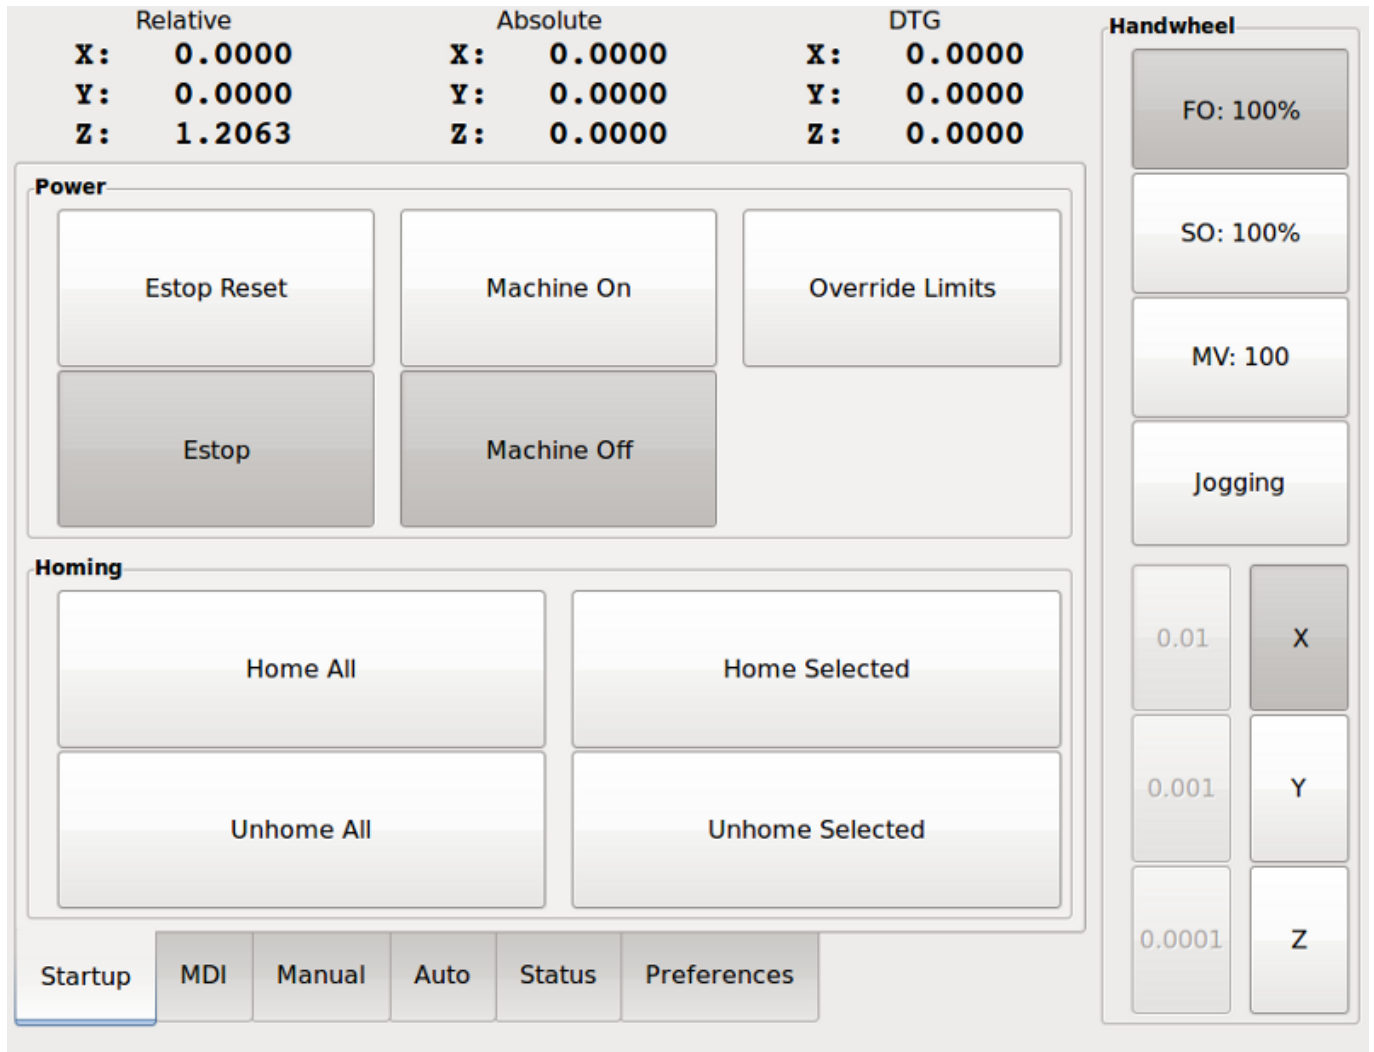 Relative Absolute DTG
X: 0.0000 X: 0.0000 X: 0.0000
Y: 0.0000 Y: 0.0000 Y: 0.0000
Z: 1.2063 Z: 0.0000 Z: 0.0000
Power
Estop Reset Machine On Override Limits
Estop Machine Off
Homing
Home All Home Selected
Unhome All Unhome Selected
Startup MDI Manual Auto Status Preferences
Handwheel
FO: 100%
SO: 100%
MV: 100
Jogging
0.01 X
0.001 Y
0.0001 Z